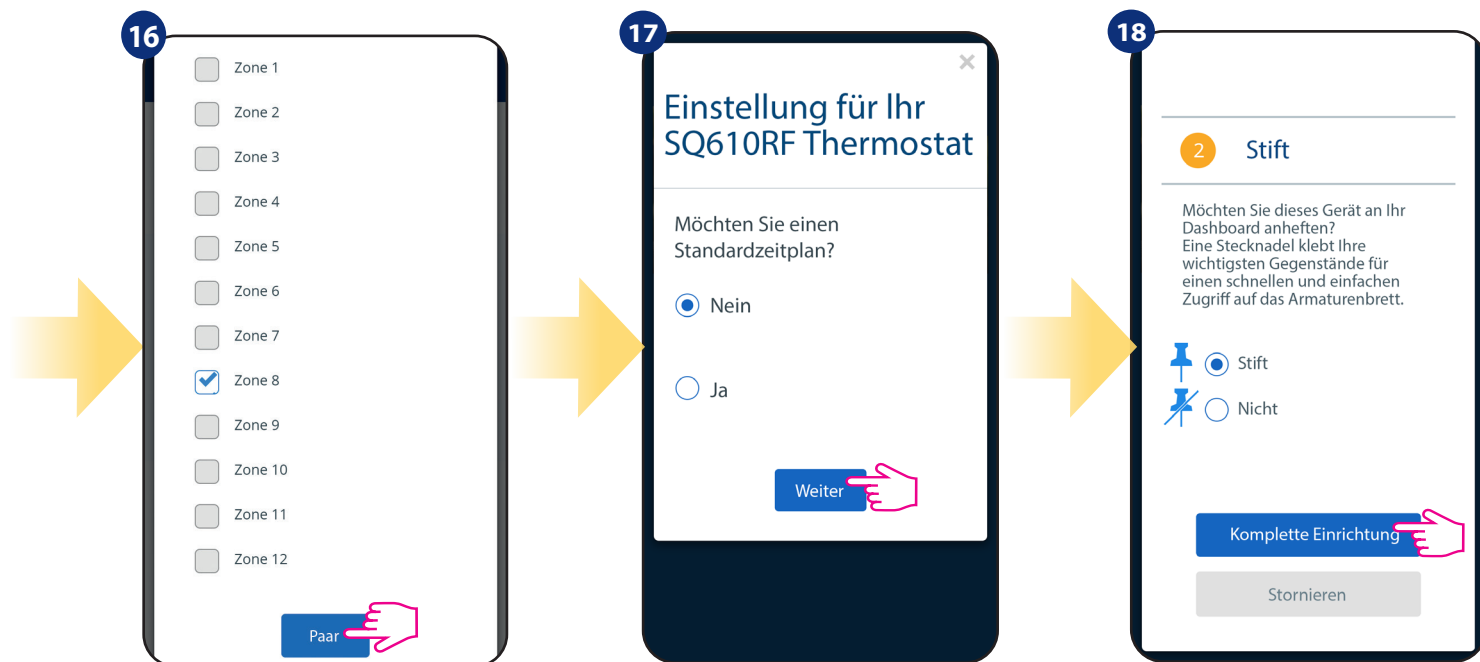 16
Zone 1
Zone 2
Zone 3
Zone 4
Zone 5
Zone 6
Zone 7
Zone 8
Zone 9
Zone 10
Zone 11
Zone 12
Paar
17
Einstellung für Ihr
SQ610RF Thermostat
Möchten Sie einen
Standardzeitplan?
Nein
Ja
Weiter
18
2 Stift
Möchten Sie dieses Gerät an Ihr
Dashboard anheften?
Eine Stecknadel klebt Ihre
wichtigsten Gegenstände für
einen schnellen und einfachen
Zugriff auf das Armaturenbrett.
Stift
Nicht
Komplette Einrichtung
Stornieren